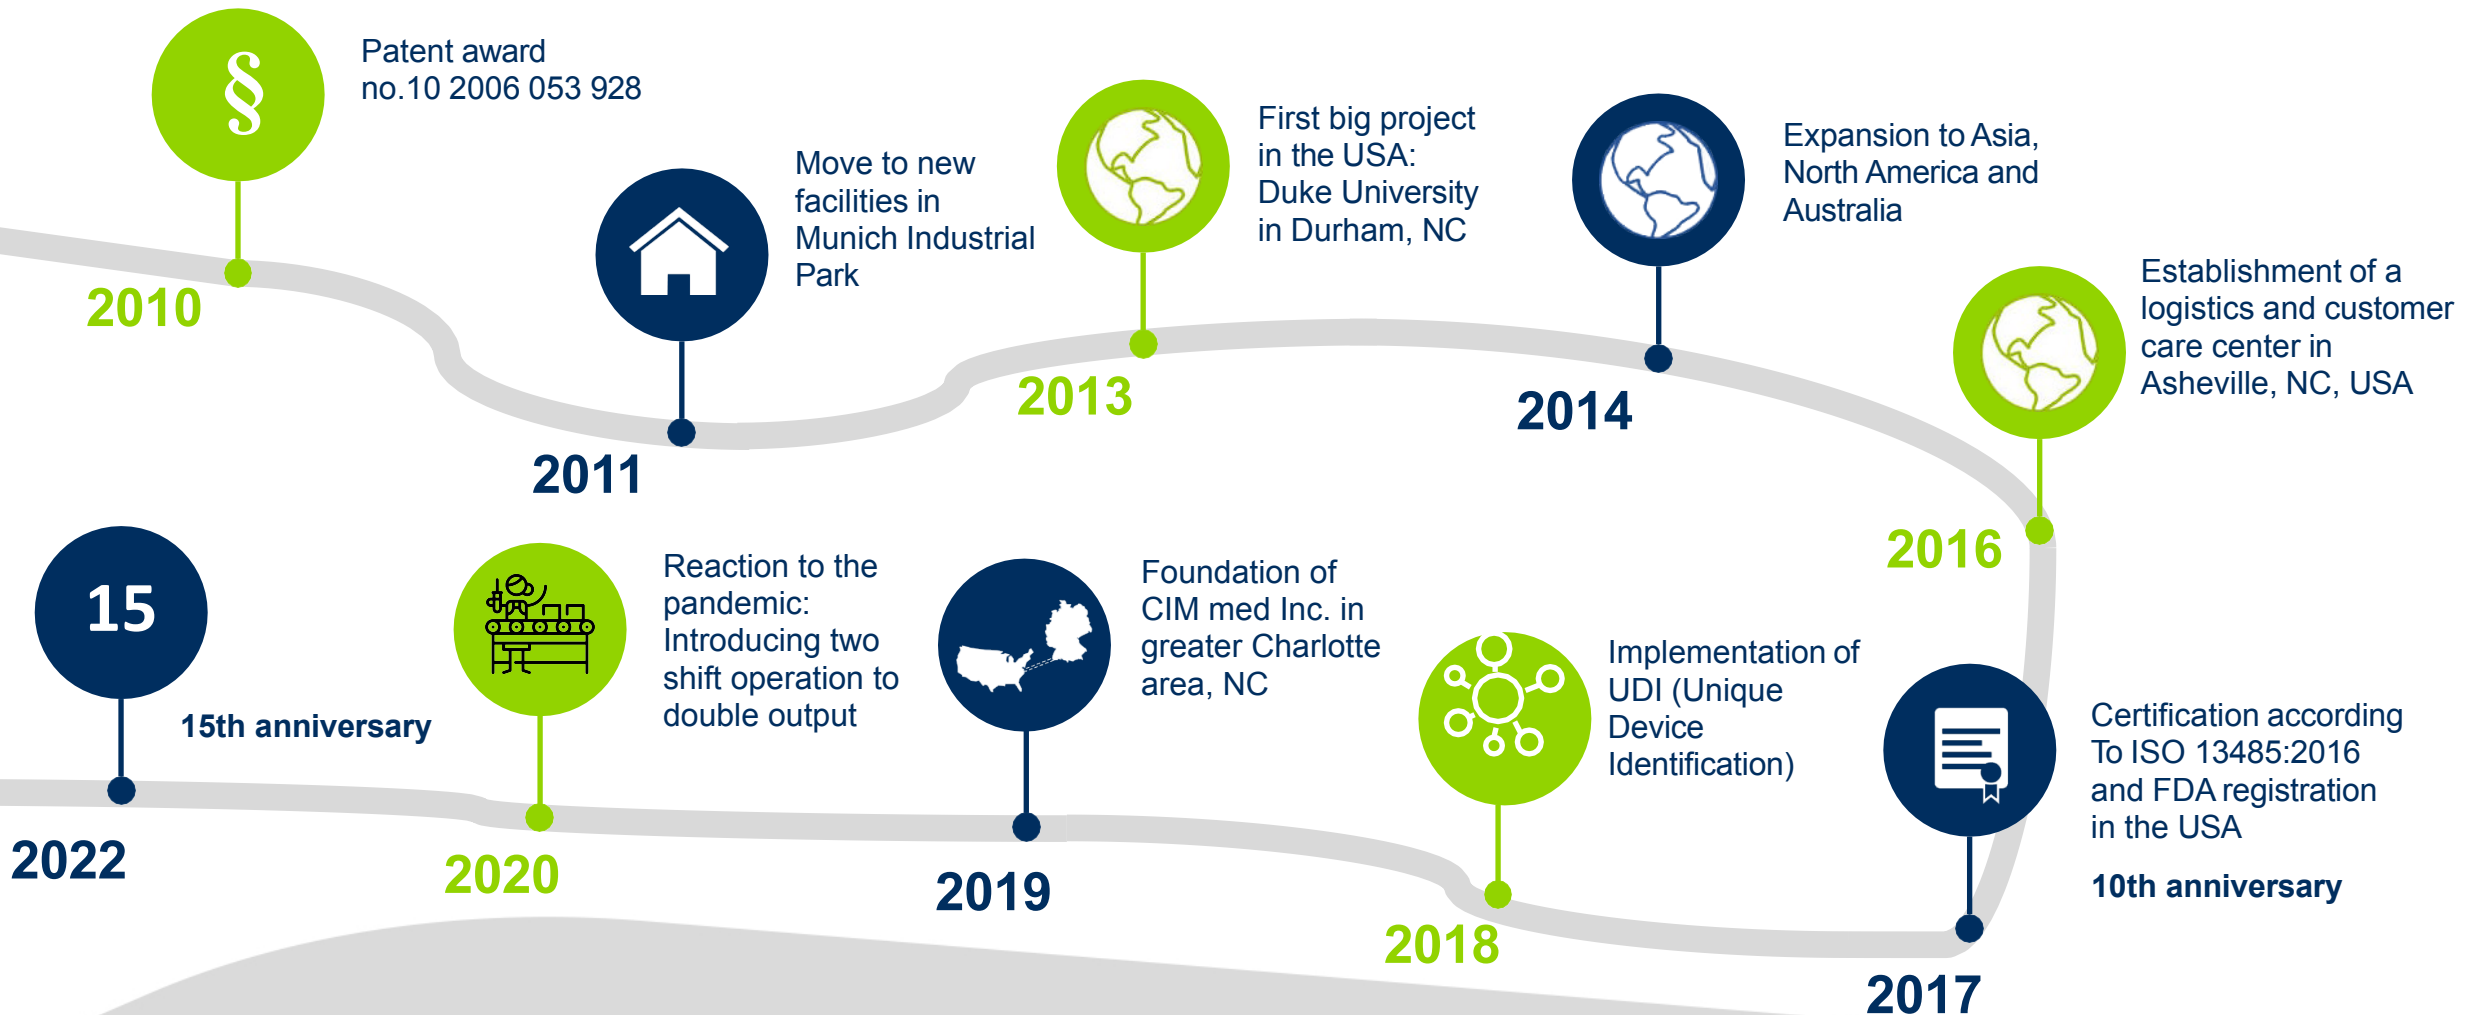 §
Patent award
no.10 2006 053 928
2010
Move to new
facilities in
Munich Industrial
Park
2011
First big project
in the USA:
Duke University
in Durham, NC
2013
Expansion to Asia,
North America and
Australia
2014
Establishment of a
logistics and customer
care center in
Asheville, NC, USA
2016
Certification according
To ISO 13485:2016
and FDA registration
in the USA
10th anniversary
2017
Implementation of
UDI (Unique
Device
Identification)
2018
Foundation of
CIM med Inc. in
greater Charlotte
area, NC
2019
Reaction to the
pandemic:
Introducing two
shift operation to
double output
2020
15
15th anniversary
2022